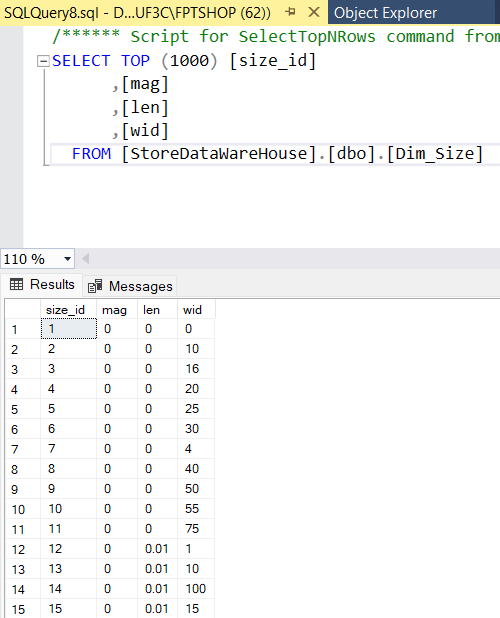 SQLQuery8.sql - D...UF3C\FPTSHOP (62)) Object Explorer
/****** Script for SelectTopNRows command from
SELECT TOP (1000) [size_id]
,[mag]
,[len]
,[wid]
FROM [StoreDataWareHouse].[dbo].[Dim_Size]
110 %
Results Messages
size_id mag len wid
1 1 0 0 0
2 2 0 0 10
3 3 0 0 16
4 4 0 0 20
5 5 0 0 25
6 6 0 0 30
7 7 0 0 4
8 8 0 0 40
9 9 0 0 50
10 10 0 0 55
11 11 0 0 75
12 12 0 0.01 1
13 13 0 0.01 10
14 14 0 0.01 100
15 15 0 0.01 15